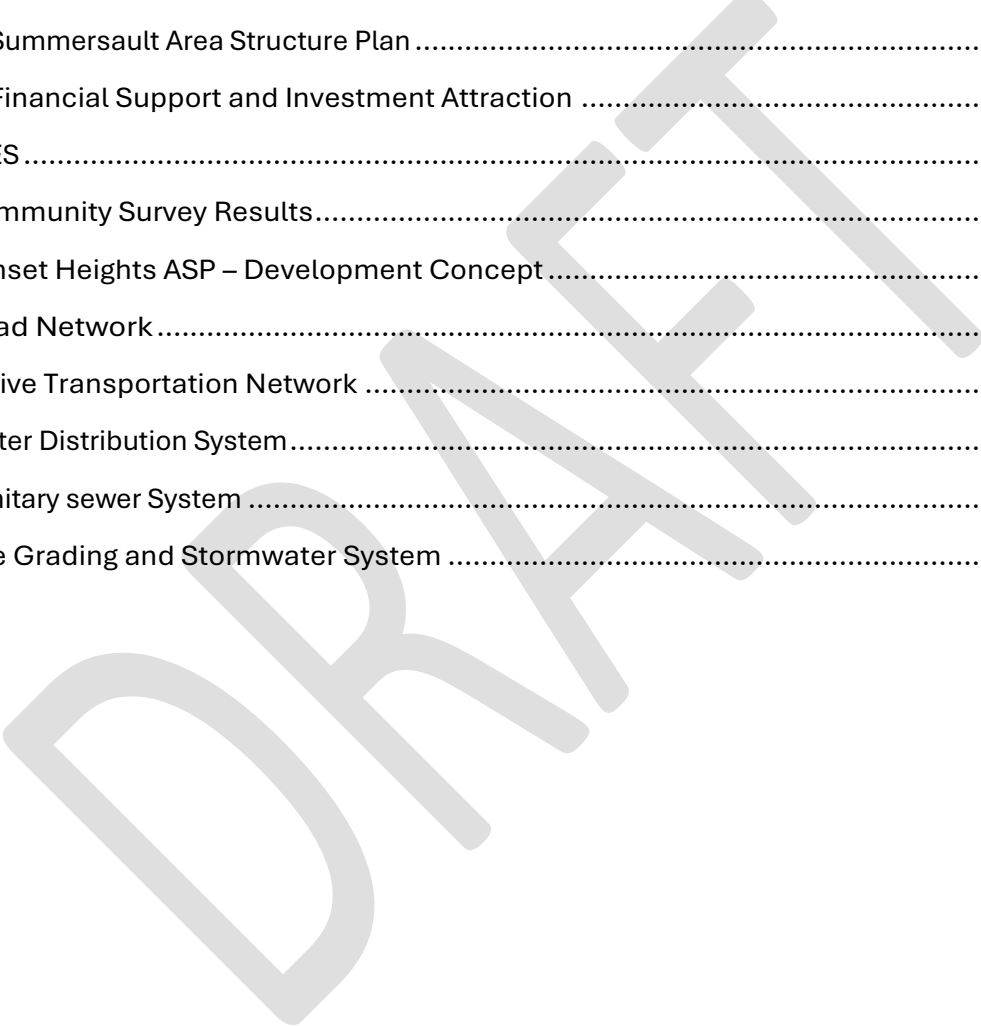 Summersault Area Structure Plan ................................................................
Financial Support and Investment Attraction ................................................
ES ................................................................................................................
mmunity Survey Results ................................................................................
nset Heights ASP – Development Concept ....................................................
ad Network ....................................................................................................
ive Transportation Network ..........................................................................
ter Distribution System ................................................................................
nitary sewer System ....................................................................................
e Grading and Stormwater System ................................................................
DRAFT